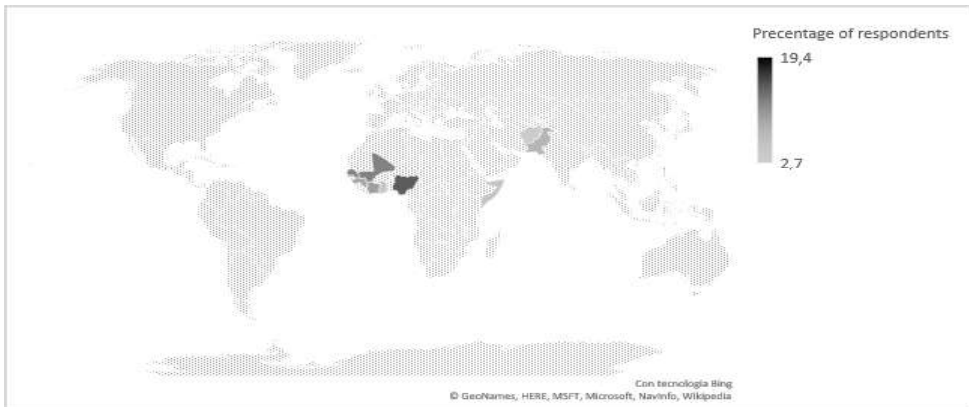 Precentage of respondents
19,4
2,7
Con tecnologia Bing
© GeoNames, HERE, MSFT, Microsoft, NavInfo, Wikipedia